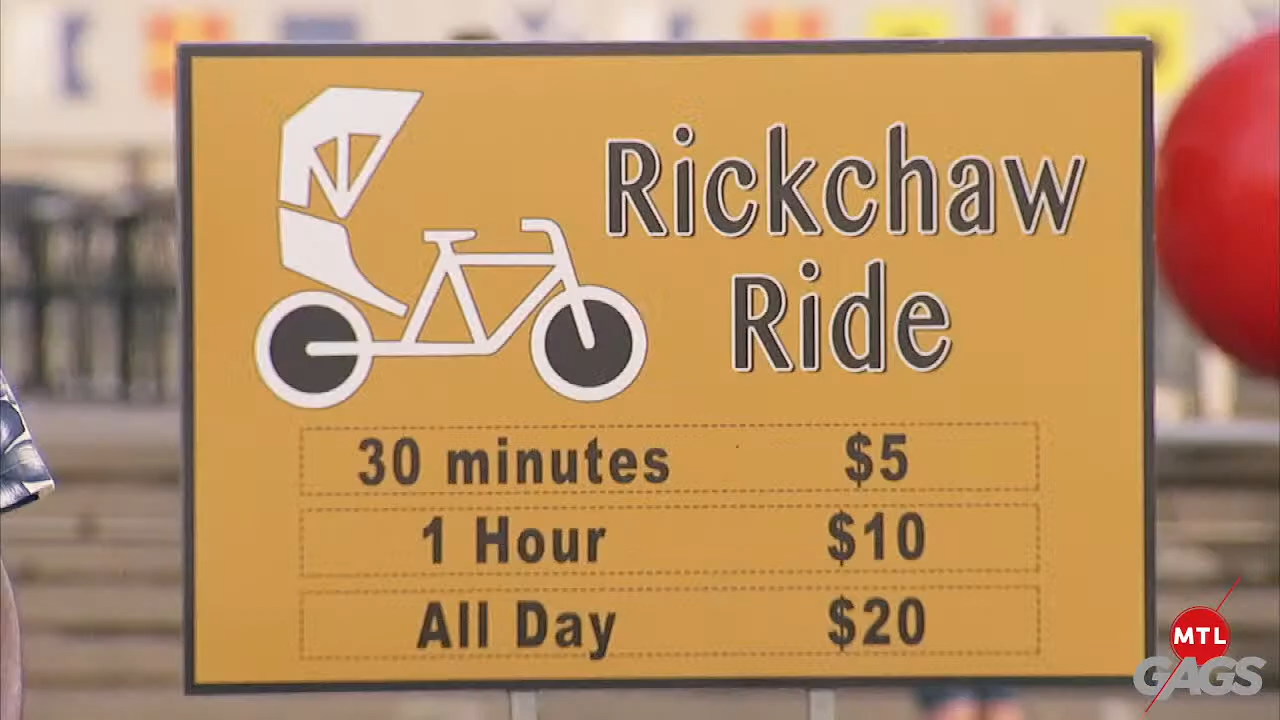 Rickchaw
Ride
30 minutes $5
1 Hour $10
All Day $20
MTL
GAGS